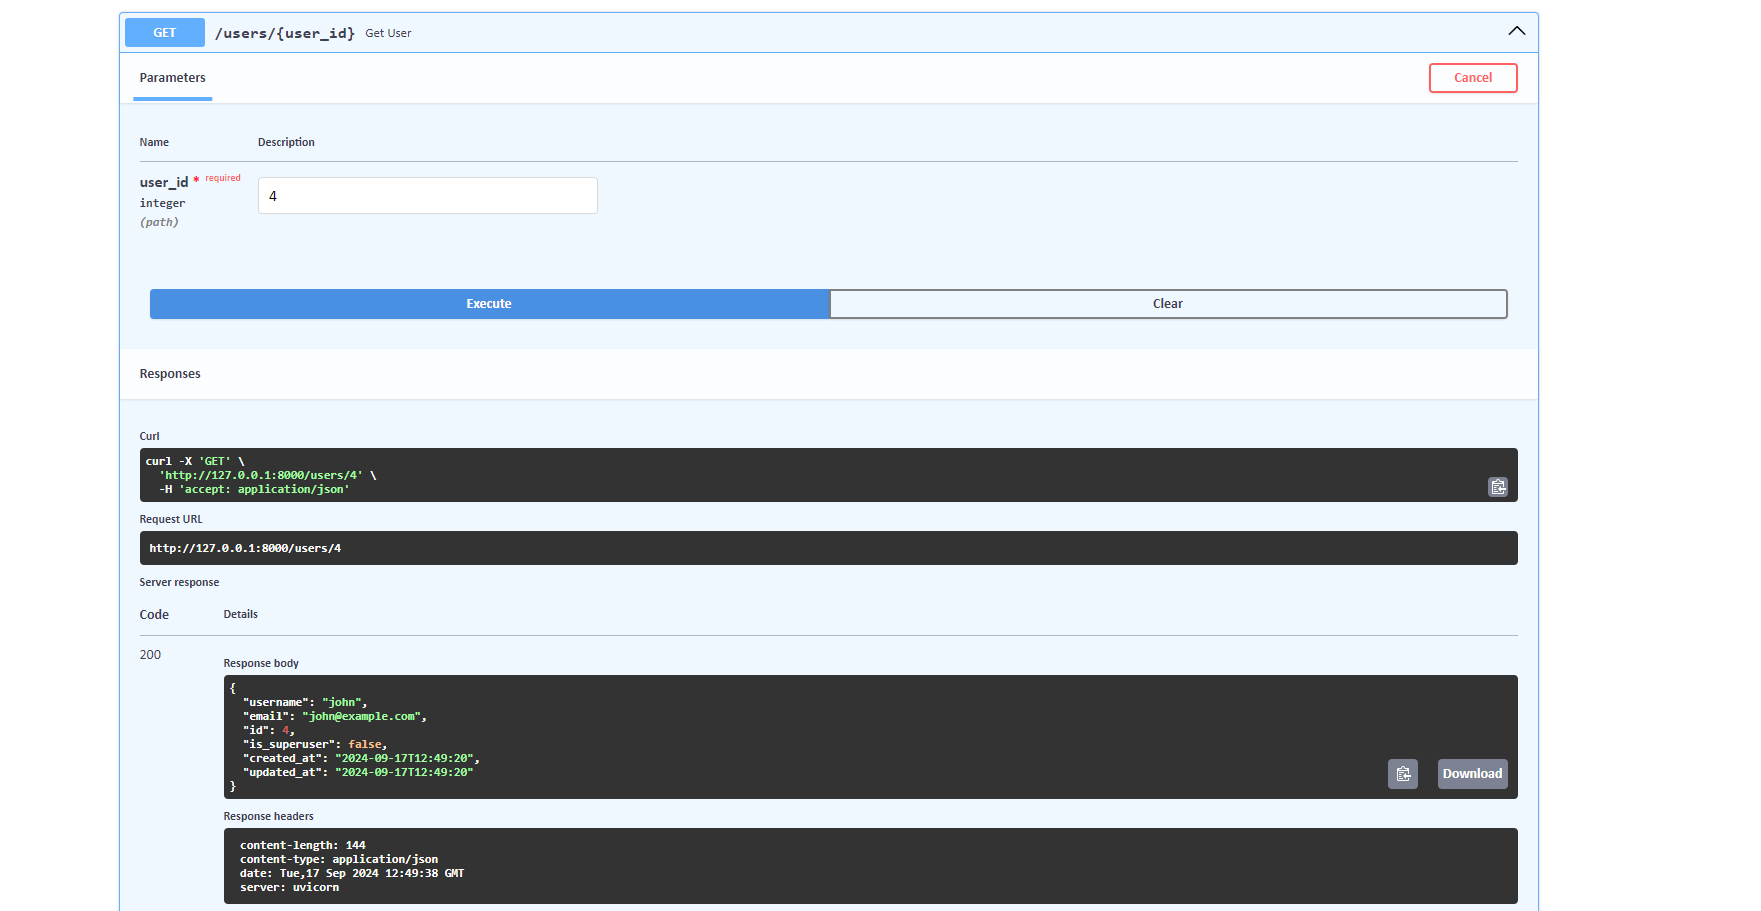 GET /users/{user_id} Get User
Parameters
Cancel
Name Description
user_id * required
integer
(path)
4
Execute Clear
Responses
Curl
curl -X 'GET' \
  'http://127.0.0.1:8000/users/4' \
  -H 'accept: application/json'
Request URL
http://127.0.0.1:8000/users/4
Server response
Code Details
200
Response body
{
  "username": "john",
  "email": "john@example.com",
  "id": 4,
  "is_superuser": false,
  "created_at": "2024-09-17T12:49:20",
  "updated_at": "2024-09-17T12:49:20"
}
Download
Response headers
content-length: 144
content-type: application/json
date: Tue,17 Sep 2024 12:49:38 GMT
server: uvicorn